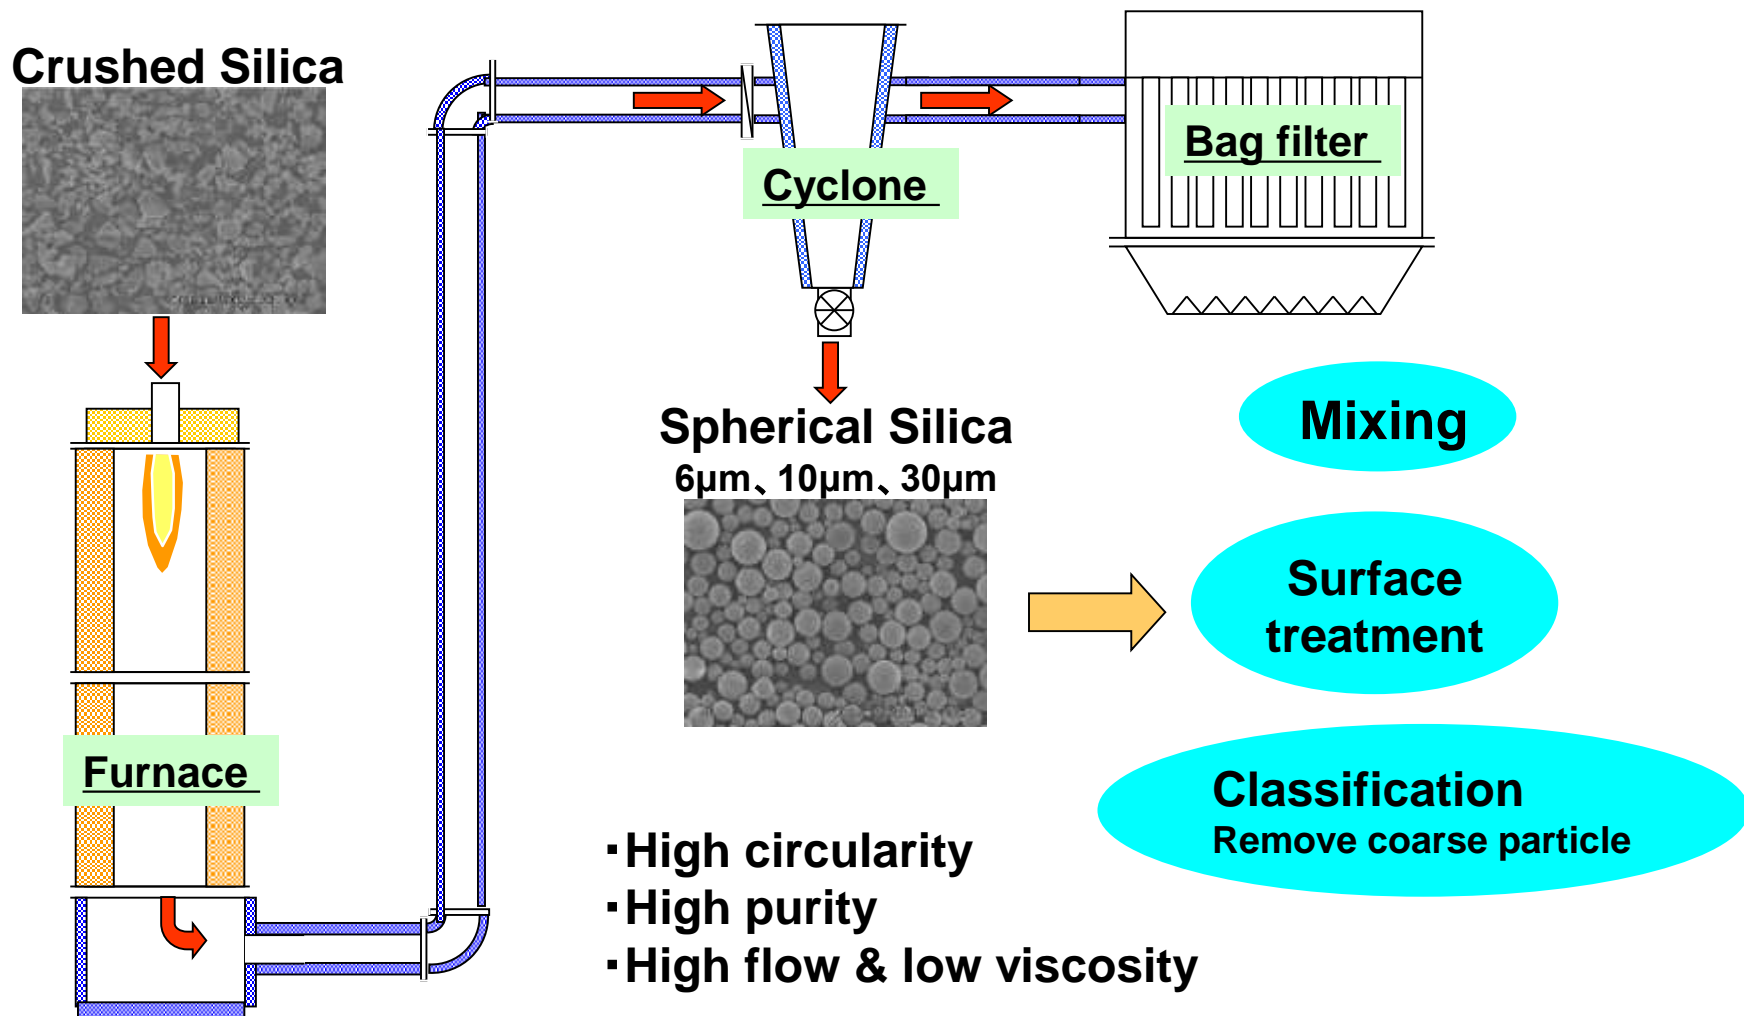 Crushed Silica
Bag filter
Cyclone
Spherical Silica
6μm、10μm、30μm
Mixing
Surface
treatment
Furnace
Classification
Remove coarse particle
・High circularity
・High purity
・High flow & low viscosity